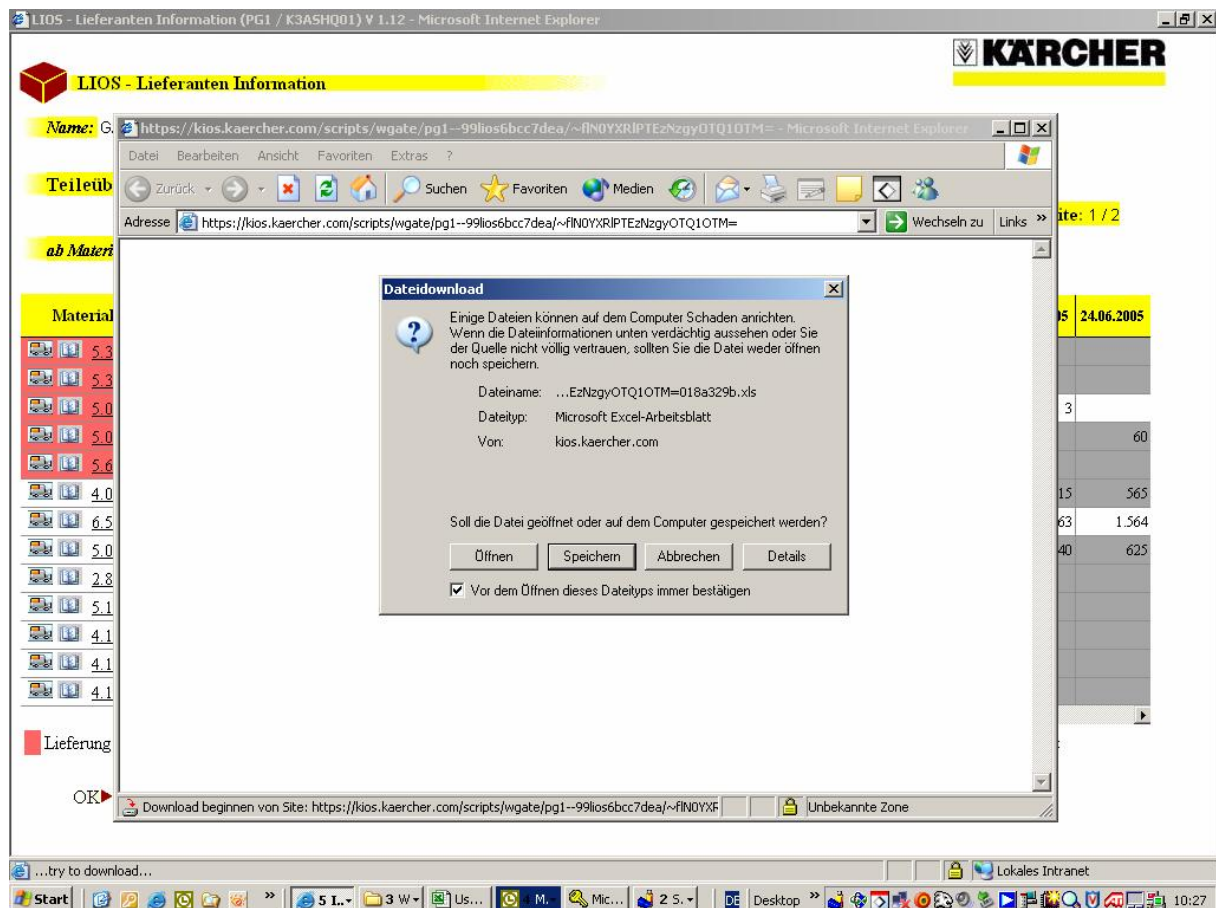 LIOS - Lieferanten Information (PG1 / K3ASHQ01) V 1.12 - Microsoft Internet Explorer
KÄRCHER
LIOS - Lieferanten Information
Name: G.
https://kios.kaercher.com/scripts/wgate/pg1--99lios6bcc7dea/~flN0YXRlPTEzNzgyOTQ1OTM= - Microsoft Internet Explorer
Datei Bearbeiten Ansicht Favoriten Extras ?
Teileüb
Zurück Suchen Favoriten Medien
Adresse https://kios.kaercher.com/scripts/wgate/pg1--99lios6bcc7dea/~flN0YXRlPTEzNzgyOTQ1OTM= Wechseln zu Links »
ite: 1 / 2
ab Materi
Dateidownload
Einige Dateien können auf dem Computer Schaden anrichten.
Wenn die Dateiinformationen unten verdächtig aussehen oder Sie
der Quelle nicht völlig vertrauen, sollten Sie die Datei weder öffnen
noch speichern.
Dateiname: ...EzNzgyOTQ1OTM=018a329b.xls
Dateityp: Microsoft Excel-Arbeitsblatt
Von: kios.kaercher.com
Soll die Datei geöffnet oder auf dem Computer gespeichert werden?
Öffnen Speichern Abbrechen Details
Vor dem Öffnen dieses Dateityps immer bestätigen
Material 05 24.06.2005
5.3
5.3
5.0 3
5.0 60
5.6
4.0 15 565
6.5 63 1.564
5.0 40 625
2.8
5.1
4.1
4.1
4.1
Lieferung
OK
Download beginnen von Site: https://kios.kaercher.com/scripts/wgate/pg1--99lios6bcc7dea/~flN0YXF Unbekannte Zone
...try to download... Lokales Intranet
Start » 5 I... 3 W Us... 4 M. Mic... 2 S. DE Desktop » 10:27